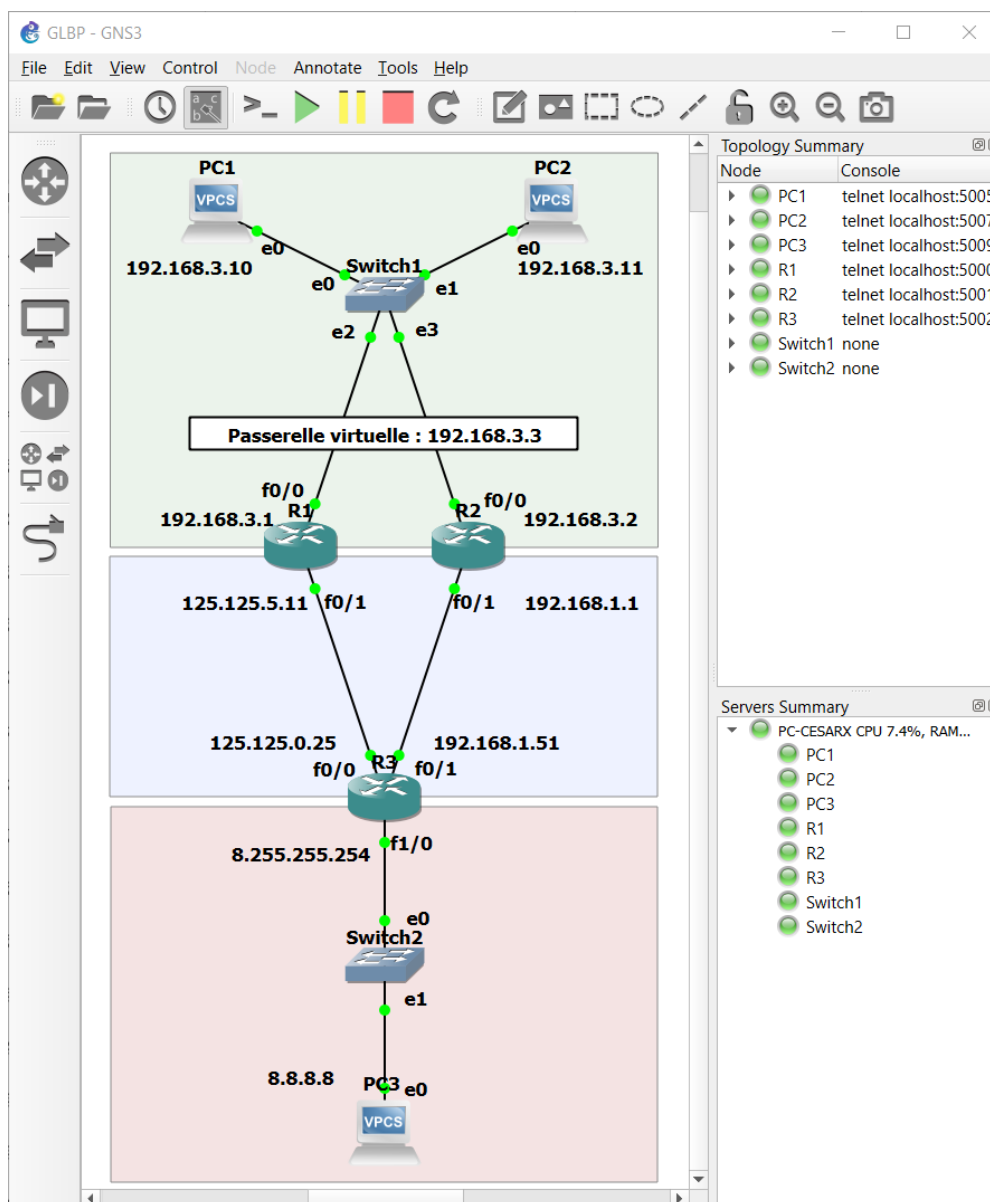 GLBP - GNS3
File Edit View Control Node Annotate Tools Help
Topology Summary
Node Console
PC1 telnet localhost:5005
PC2 telnet localhost:5007
PC3 telnet localhost:5009
R1 telnet localhost:5000
R2 telnet localhost:5001
R3 telnet localhost:5002
Switch1 none
Switch2 none
PC1 PC2
VPCS VPCS
e0 e0
192.168.3.10 Switch1 192.168.3.11
e0 e1
e2 e3
Passerelle virtuelle : 192.168.3.3
f0/0 f0/0
192.168.3.1 R1 R2 192.168.3.2
125.125.5.11 f0/1 f0/1 192.168.1.1
125.125.0.25 192.168.1.51
f0/0 R3 f0/1
f1/0
8.255.255.254
e0
Switch2
e1
8.8.8.8 PC3 e0
VPCS
Servers Summary
PC-CESARX CPU 7.4%, RAM...
PC1
PC2
PC3
R1
R2
R3
Switch1
Switch2